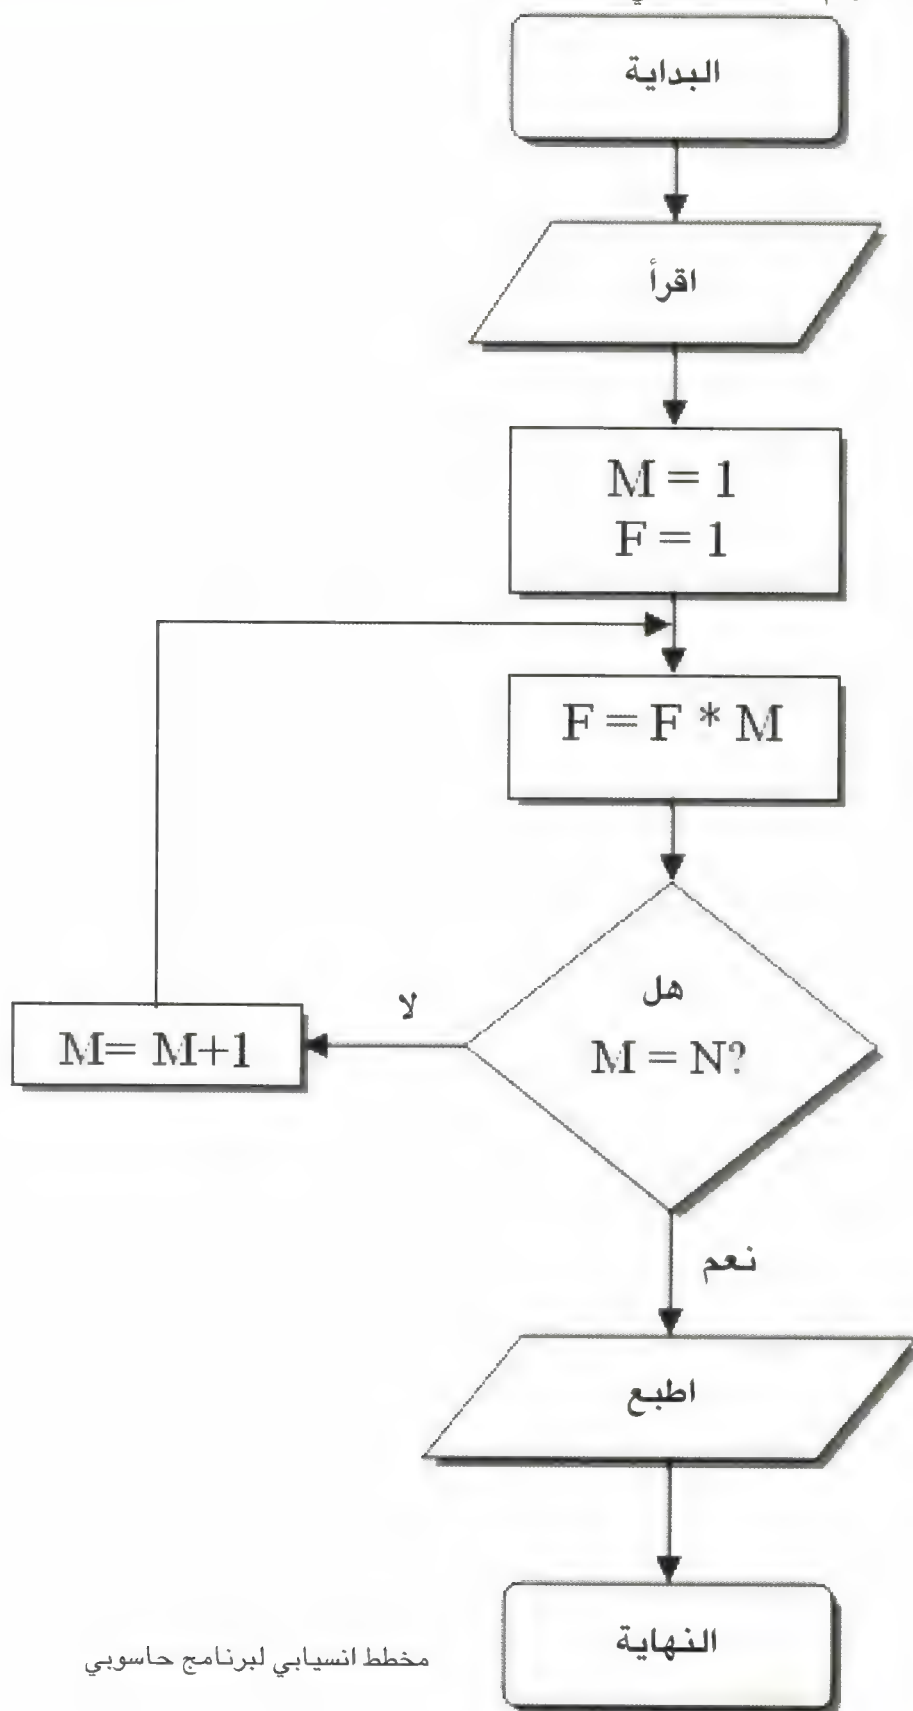 البداية
اقرأ
M = 1
F = 1
F = F * M
هل
M = N?
لا
M= M+1
نعم
اطبع
النهاية
مخطط انسيابي لبرنامج حاسوبي